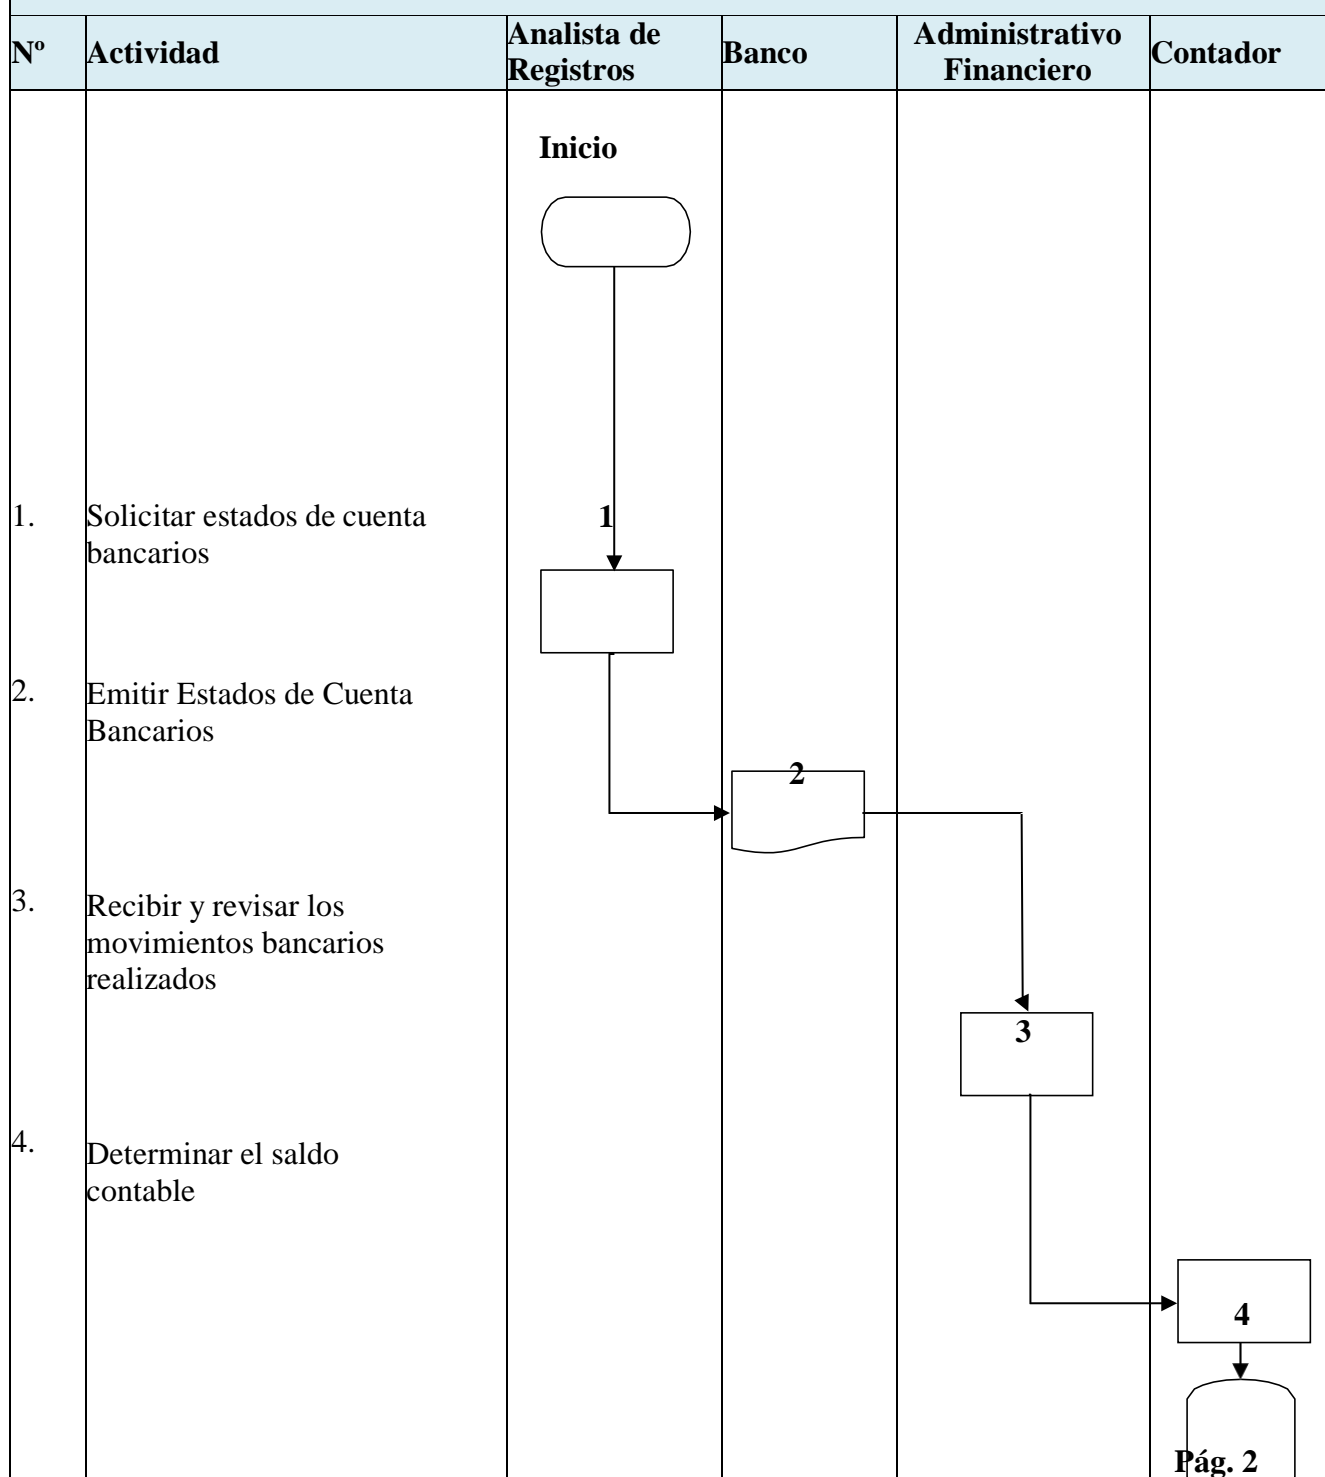 Nº
Actividad
Analista de
Registros
Banco
Administrativo
Financiero
Contador
Inicio
1.
Solicitar estados de cuenta
bancarios
1
2.
Emitir Estados de Cuenta
Bancarios
2
3.
Recibir y revisar los
movimientos bancarios
realizados
3
4.
Determinar el saldo
contable
4
Pág. 2